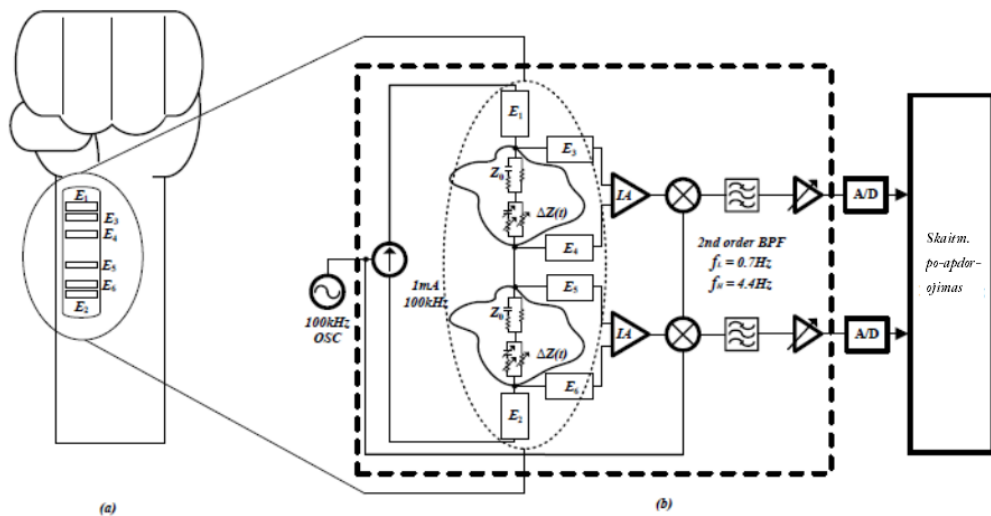 E1
E3
E4
E5
E6
E2
(a)
100kHz
OSC
1mA
100kHz
E1
E3
Z0
ΔZ(t)
E4
E5
Z0
ΔZ(t)
E6
E2
IA
IA
2nd order BPF
fL = 0.7Hz
fH = 4.4Hz
A/D
A/D
Skaitm.
po-apdor-
ojimas
(b)